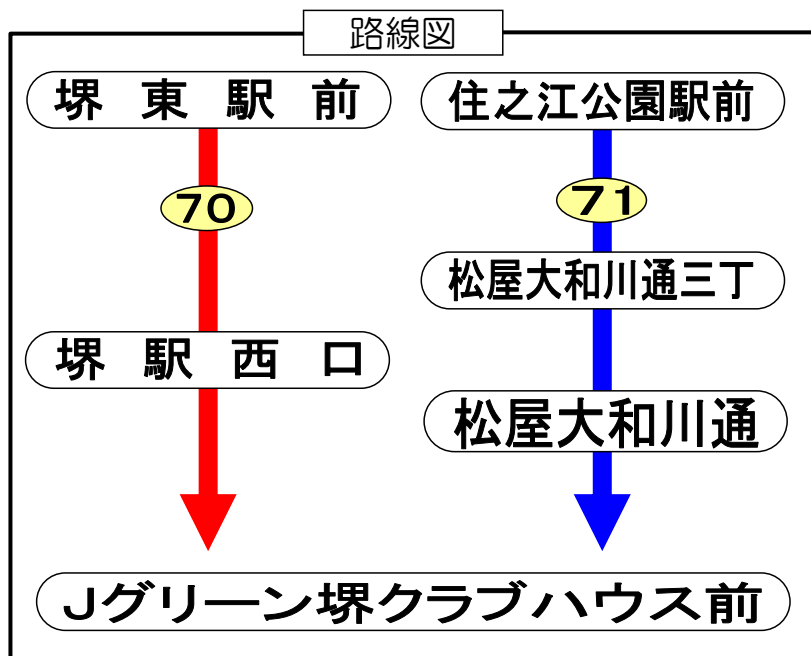 路線図
堺東駅前
70
堺駅西口
住之江公園駅前
71
松屋大和川通三丁
松屋大和川通
Jグリーン堺クラブハウス前